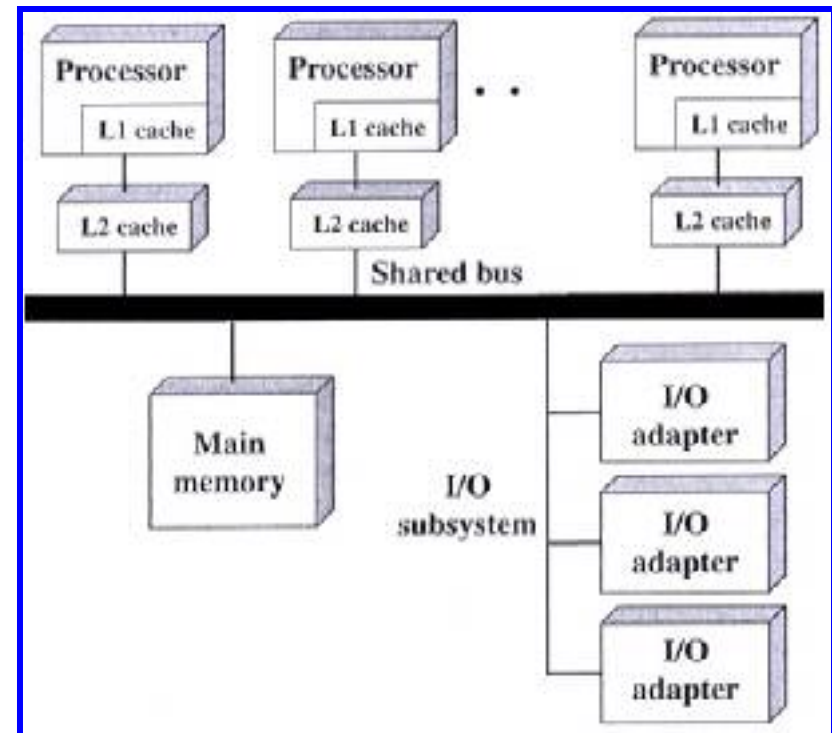 Processor
L1 cache
L2 cache
Processor
L1 cache
L2 cache
. .
Processor
L1 cache
L2 cache
Shared bus
Main
memory
I/O
subsystem
I/O
adapter
I/O
adapter
I/O
adapter